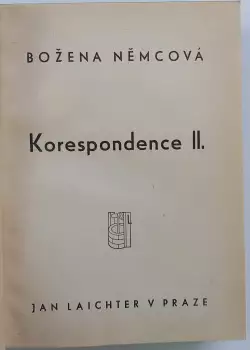 BOŽENA NĚMCOVÁ
Korespondence II.
JAN LAICHTER V PRAZE